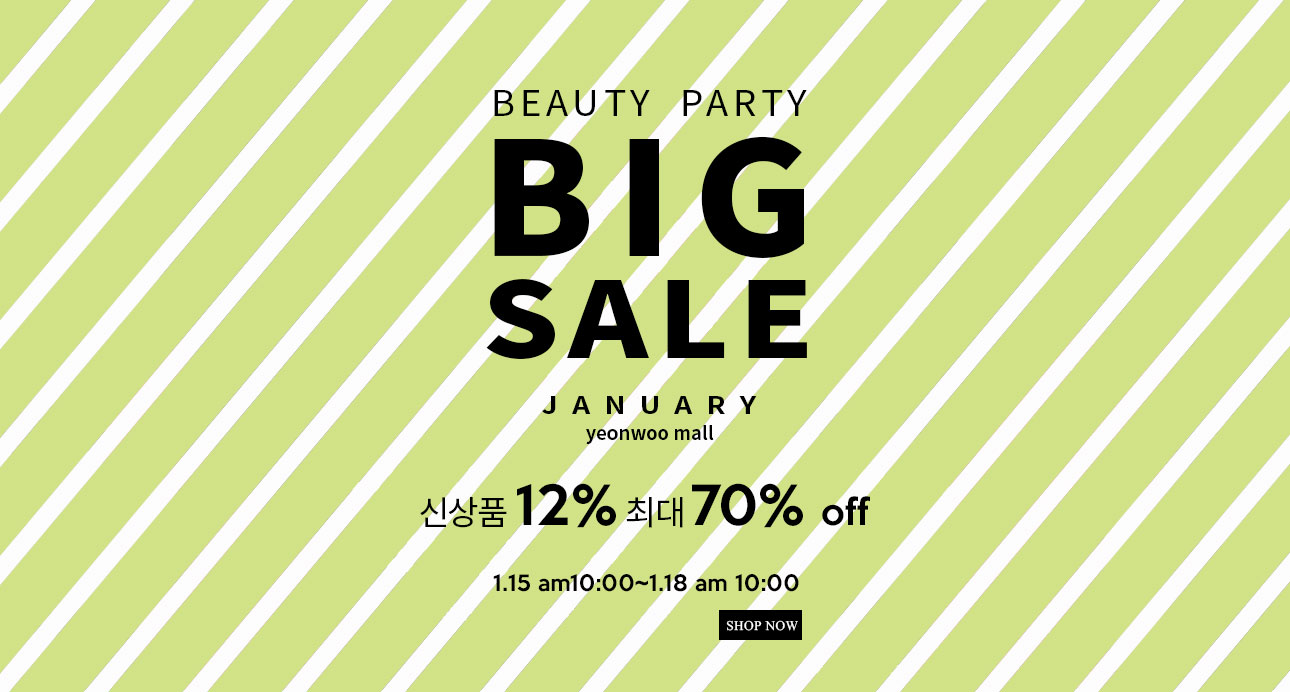 BEAUTY PARTY
BIG
SALE
JANUARY
yeonwoo mall
신상품 12% 최대 70% off
1.15 am10:00~1.18 am 10:00
SHOP NOW